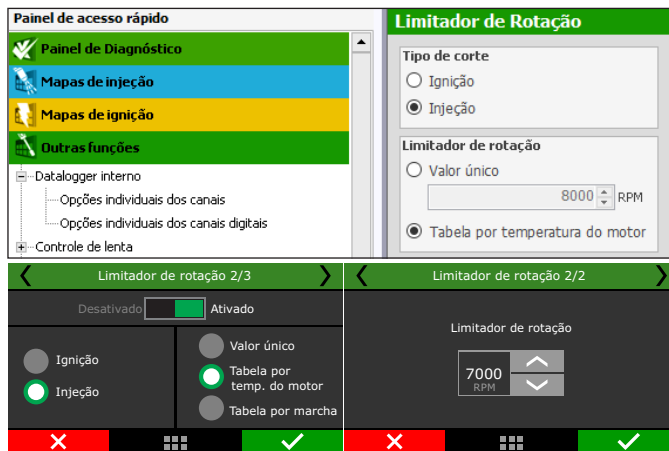 Painel de acesso rápido
Painel de Diagnóstico
Mapas de injeção
Mapas de ignição
Outras funções
Datalogger interno
Opções individuais dos canais
Opções individuais dos canais digitais
Controle de lenta
Limitador de Rotação
Tipo de corte
Ignição
Injeção
Limitador de rotação
Valor único
8000 RPM
Tabela por temperatura do motor
Limitador de rotação 2/3
Desativado Ativado
Ignição
Injeção
Valor único
Tabela por
temp. do motor
Tabela por marcha
Limitador de rotação 2/2
Limitador de rotação
7000
RPM